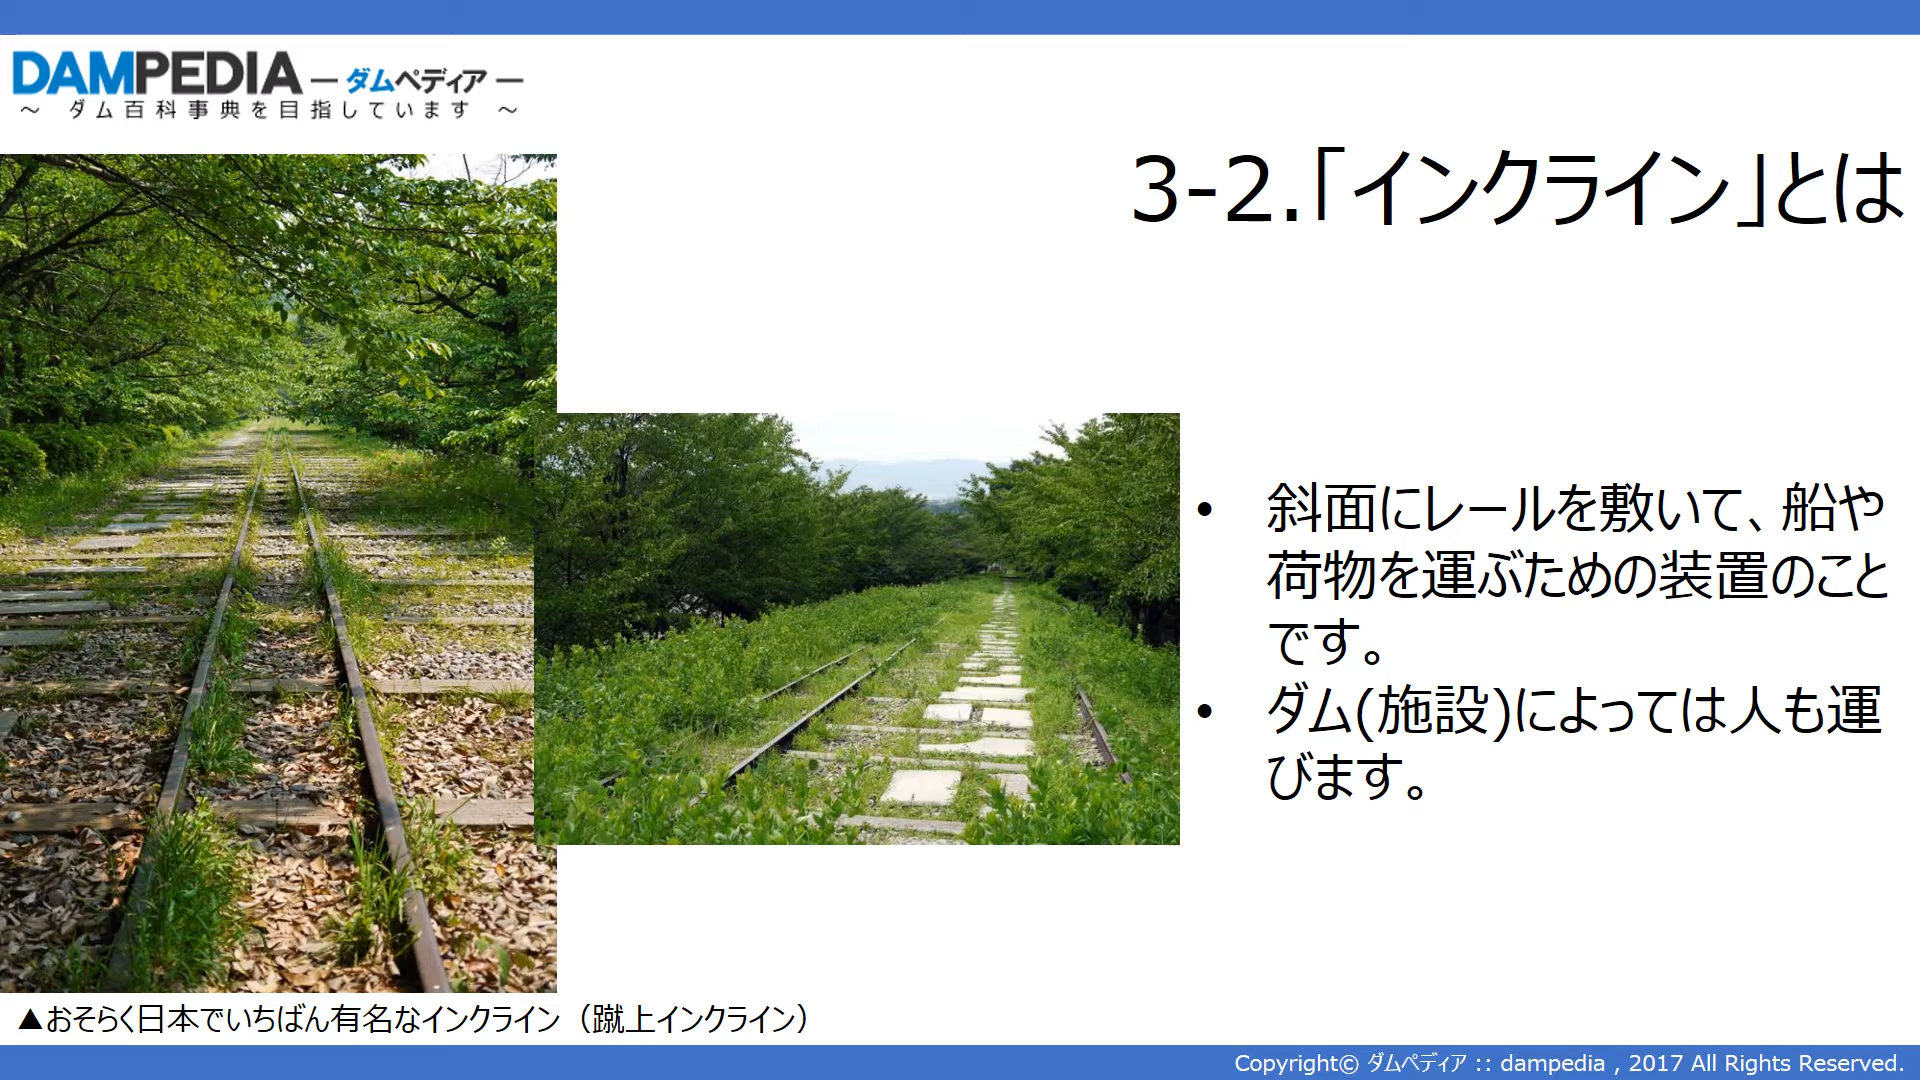 DAMPEDIA ― ダムペディア ―
～ ダム百科事典を目指しています ～
3-2.「インクライン」とは
• 斜面にレールを敷いて、船や
荷物を運ぶための装置のこと
です。
• ダム(施設)によっては人も運
びます。
▲おそらく日本でいちばん有名なインクライン（蹴上インクライン）
Copyright© ダムペディア :: dampedia , 2017 All Rights Reserved.